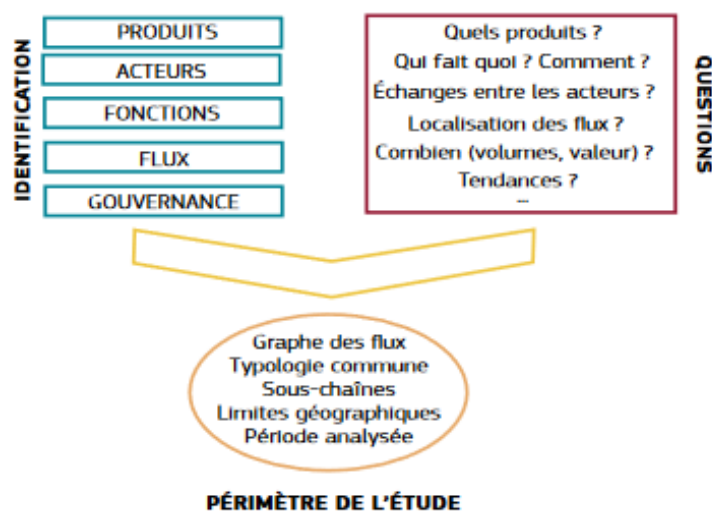 IDENTIFICATION
PRODUITS
ACTEURS
FONCTIONS
FLUX
GOUVERNANCE
Quels produits ?
Qui fait quoi ? Comment ?
Échanges entre les acteurs ?
Localisation des flux ?
Combien (volumes, valeur) ?
Tendances ?
...
QUESTIONS
Graphe des flux
Typologie commune
Sous-chaînes
Limites géographiques
Période analysée
PÉRIMÈTRE DE L'ÉTUDE